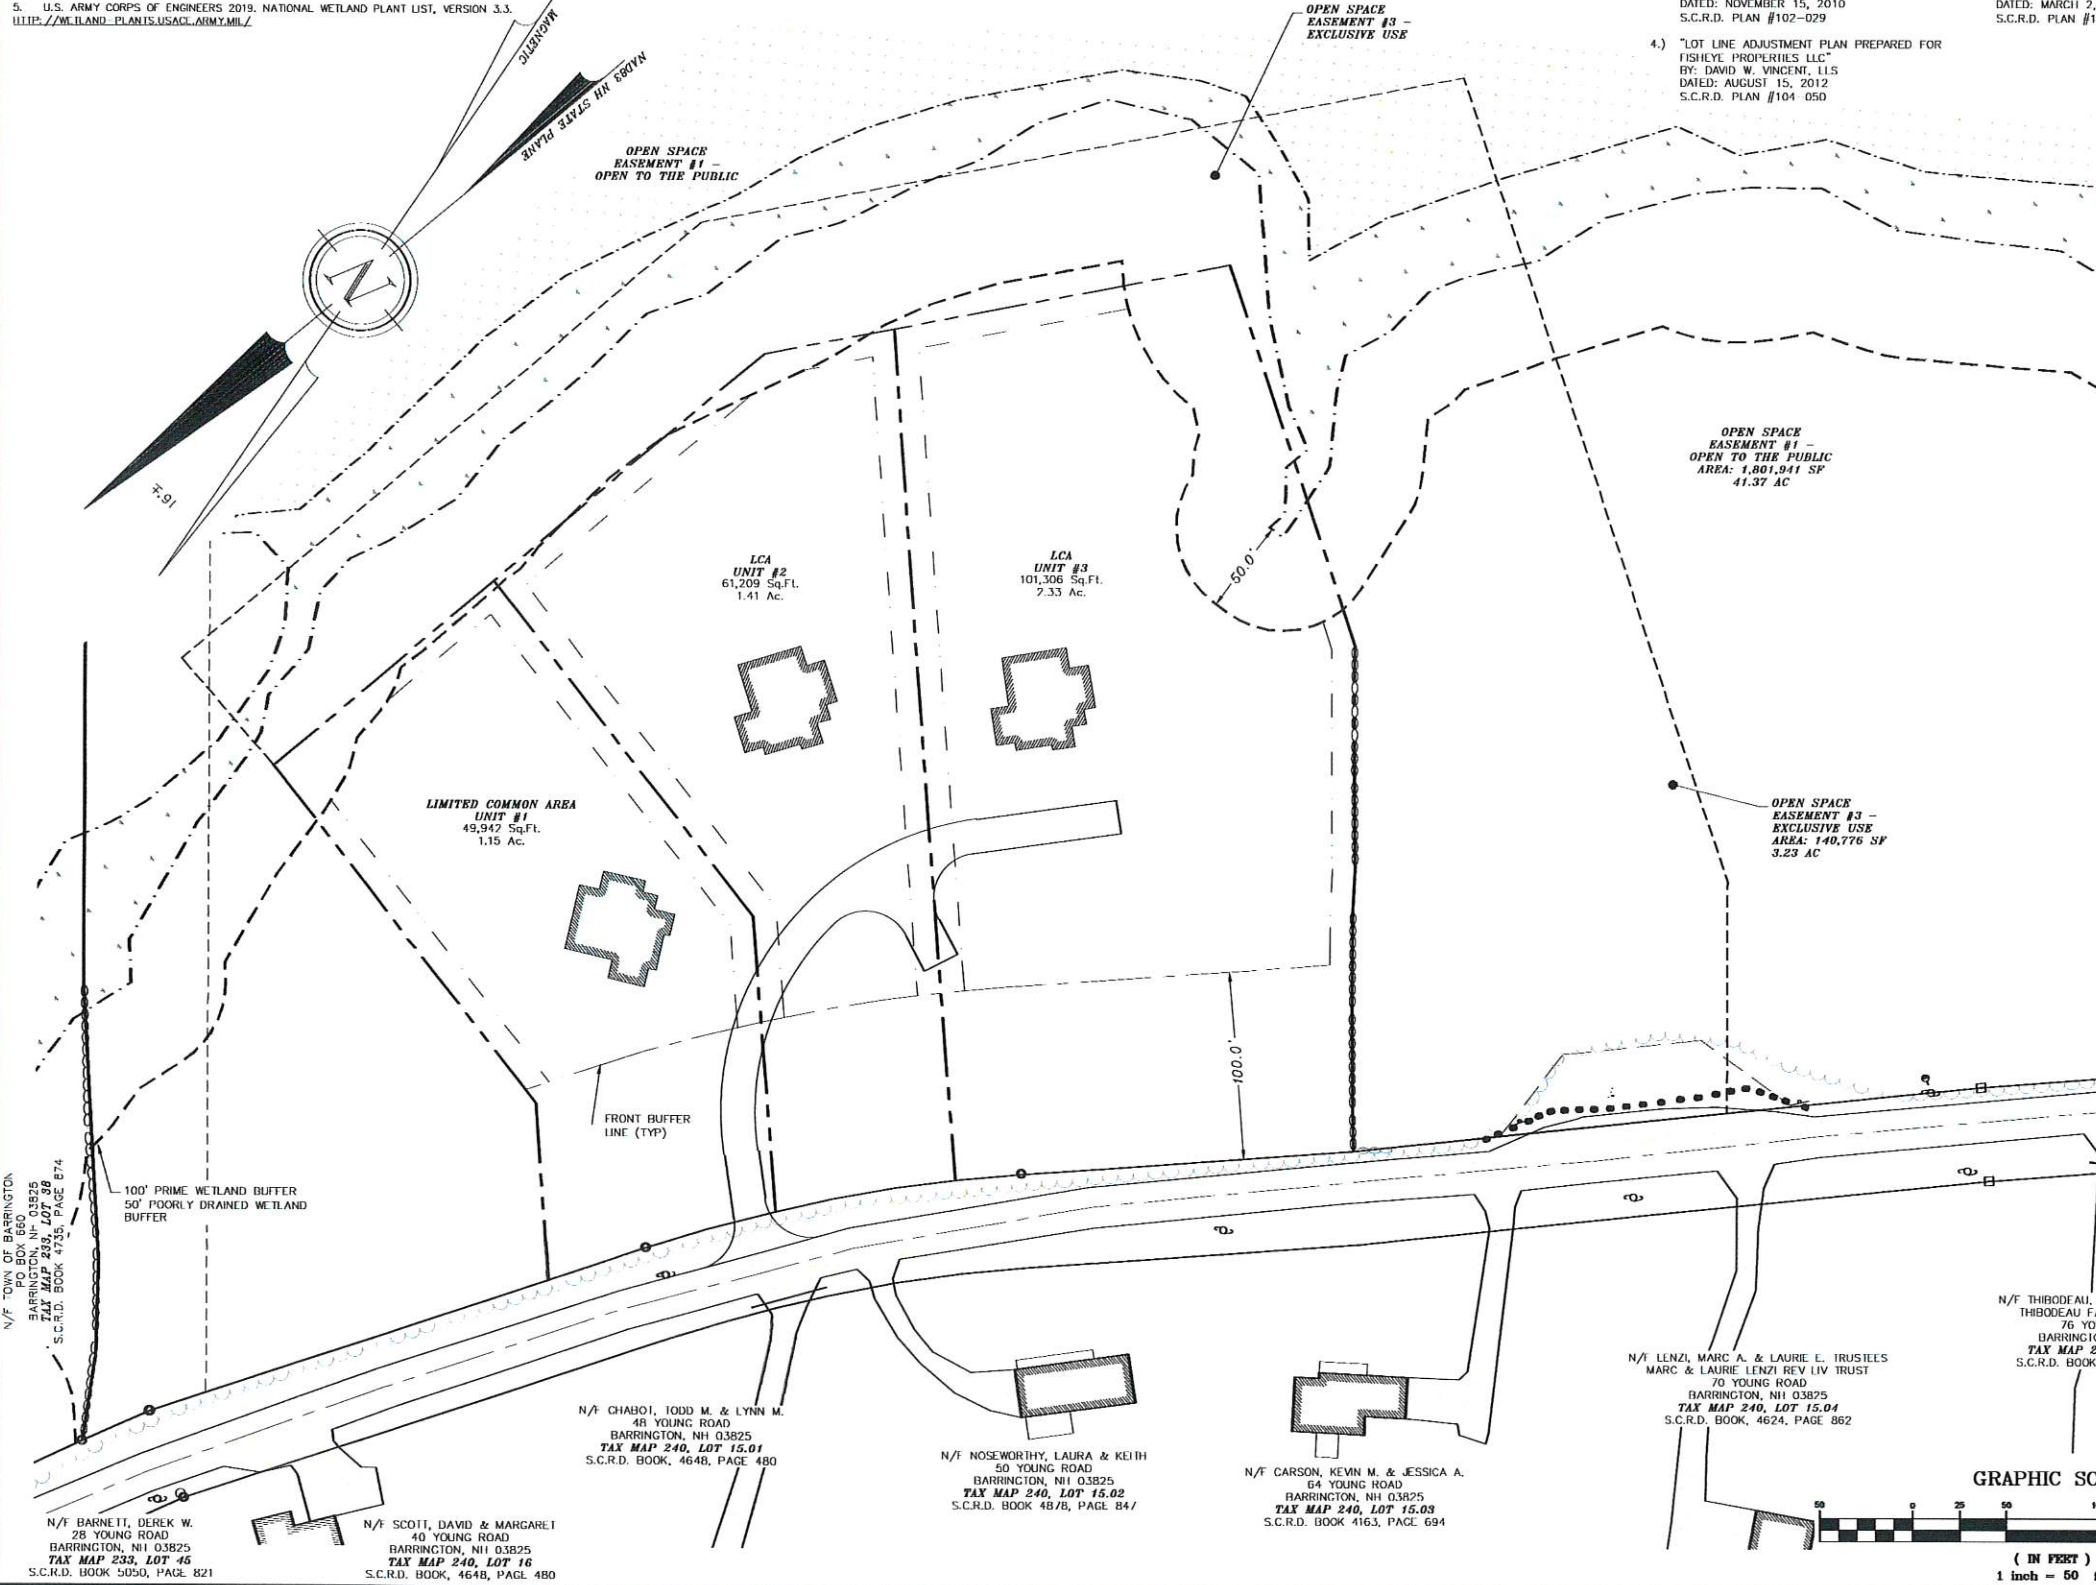 5. U.S. ARMY CORPS OF ENGINEERS 2019. NATIONAL WETLAND PLANT LIST, VERSION 3.3.
HTTP://WETLAND-PLANTS.USACE.ARMY.MIL/
MAGNETIC
NAD83 NH STATE PLANE
N
16.4
OPEN SPACE
EASEMENT #1 -
OPEN TO THE PUBLIC
OPEN SPACE
EASEMENT #3 -
EXCLUSIVE USE
DATED: NOVEMBER 15, 2010
S.C.R.D. PLAN #102-029
DATED: MARCH 2,
S.C.R.D. PLAN #1
4.) "LOT LINE ADJUSTMENT PLAN PREPARED FOR
FISHEYE PROPERTIES LLC"
BY: DAVID W. VINCENT, LLS
DATED: AUGUST 15, 2012
S.C.R.D. PLAN #104-050
OPEN SPACE
EASEMENT #1 -
OPEN TO THE PUBLIC
AREA: 1,801,941 SF
41.37 AC
LCA
UNIT #2
61,209 Sq.Ft.
1.41 Ac.
LCA
UNIT #3
101,306 Sq.Ft.
2.33 Ac.
50.0'
LIMITED COMMON AREA
UNIT #1
49,942 Sq.Ft.
1.15 Ac.
OPEN SPACE
EASEMENT #3 -
EXCLUSIVE USE
AREA: 140,776 SF
3.23 AC
100.0'
FRONT BUFFER
LINE (TYP)
100' PRIME WETLAND BUFFER
50' POORLY DRAINED WETLAND
BUFFER
N/F TOWN OF BARRINGTON
PO BOX 660
BARRINGTON, NH 03825
TAX MAP 233, LOT 38
S.C.R.D. BOOK 4735, PAGE 874
N/F BARNETT, DEREK W.
28 YOUNG ROAD
BARRINGTON, NH 03825
TAX MAP 233, LOT 45
S.C.R.D. BOOK 5050, PAGE 821
N/F SCOTT, DAVID & MARGARET
40 YOUNG ROAD
BARRINGTON, NH 03825
TAX MAP 240, LOT 16
S.C.R.D. BOOK, 4648, PAGE 480
N/F CHABOT, TODD M. & LYNN M.
48 YOUNG ROAD
BARRINGTON, NH 03825
TAX MAP 240, LOT 15.01
S.C.R.D. BOOK, 4648, PAGE 480
N/F NOSEWORTHY, LAURA & KEITH
50 YOUNG ROAD
BARRINGTON, NH 03825
TAX MAP 240, LOT 15.02
S.C.R.D. BOOK 4878, PAGE 847
N/F CARSON, KEVIN M. & JESSICA A.
64 YOUNG ROAD
BARRINGTON, NH 03825
TAX MAP 240, LOT 15.03
S.C.R.D. BOOK 4163, PAGE 694
N/F LENZI, MARC A. & LAURIE E. TRUSTEES
MARC & LAURIE LENZI REV LIV TRUST
70 YOUNG ROAD
BARRINGTON, NH 03825
TAX MAP 240, LOT 15.04
S.C.R.D. BOOK, 4624, PAGE 862
N/F THIBODEAU,
THIBODEAU F
76 YO
BARRINGTO
TAX MAP 2
S.C.R.D. BOOK
GRAPHIC SC
50 0 25 50 1
( IN FEET )
1 inch = 50